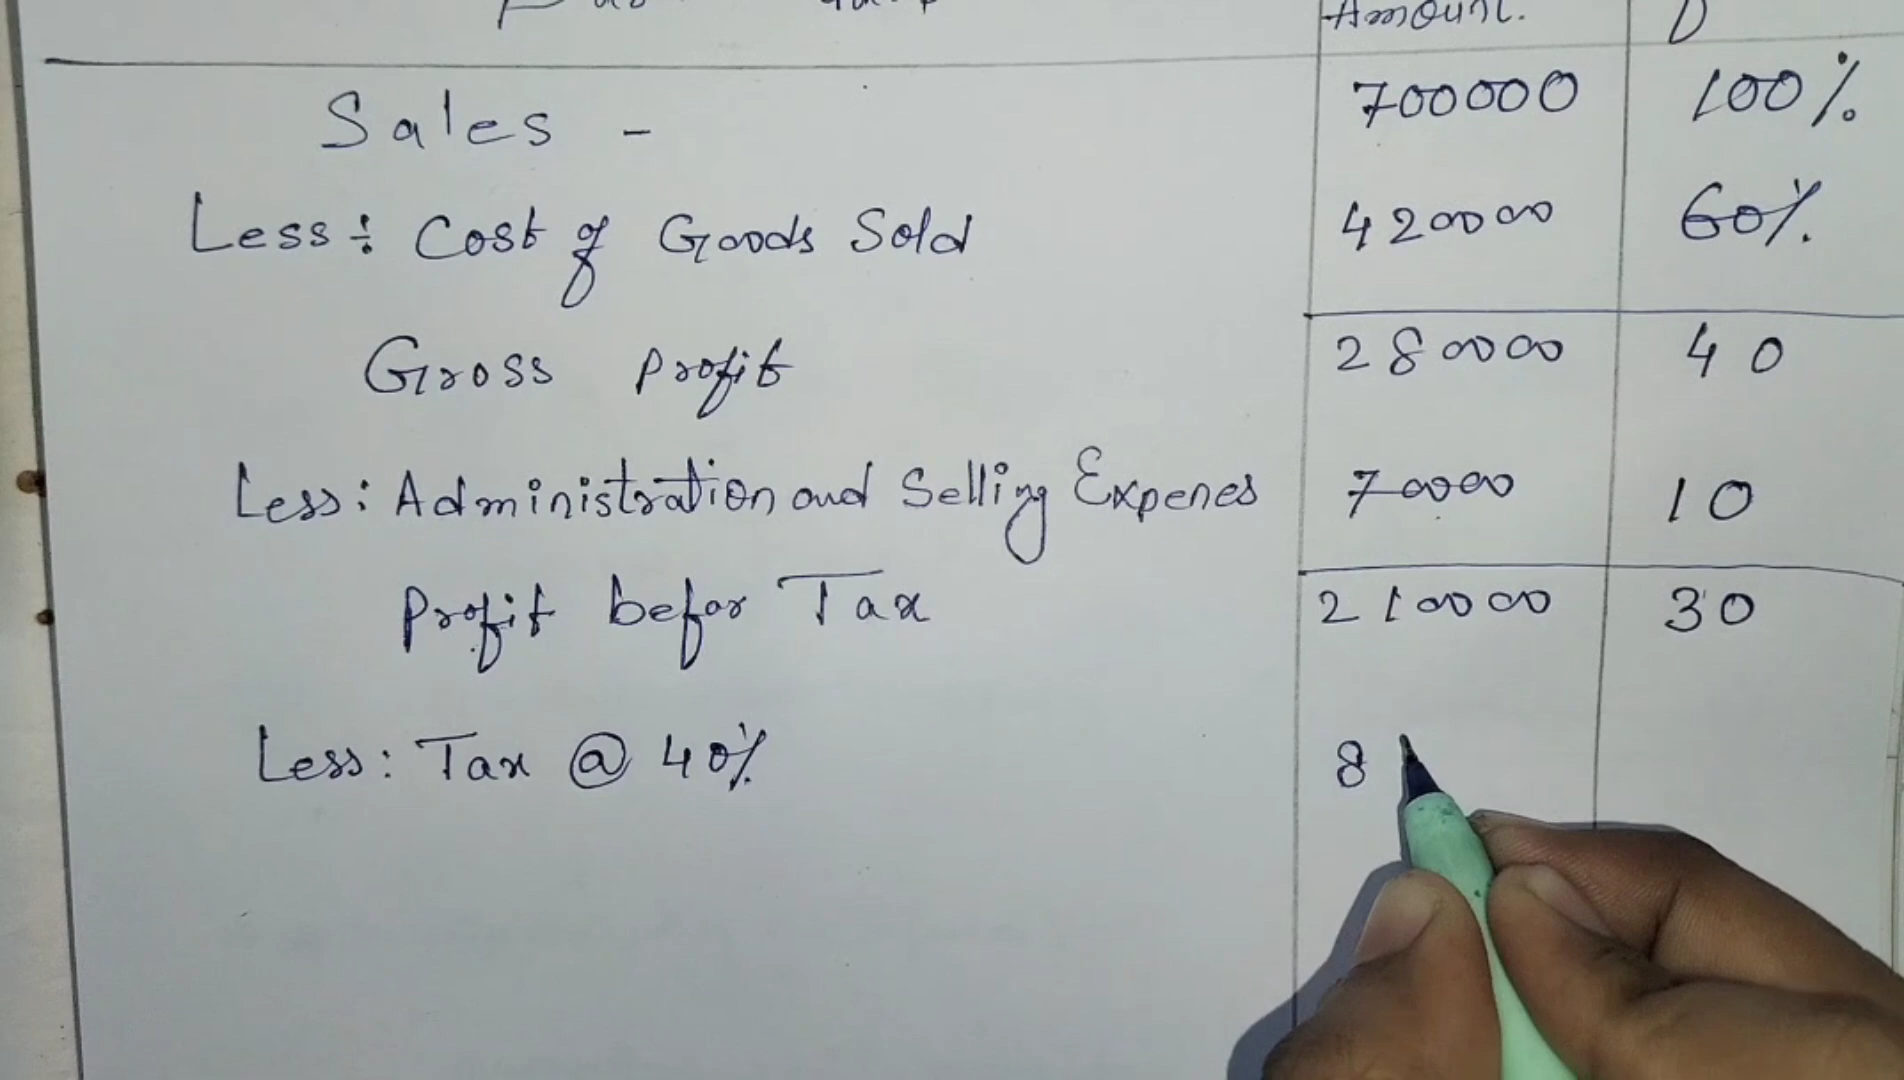 Amount.
Sales - 700000 100%
Less: Cost of Goods Sold 420000 60%
Gross Profit 280000 40
Less: Administration and Selling Expenes 70000 10
Profit befor Tax 210000 30
Less: Tax @ 40% 8